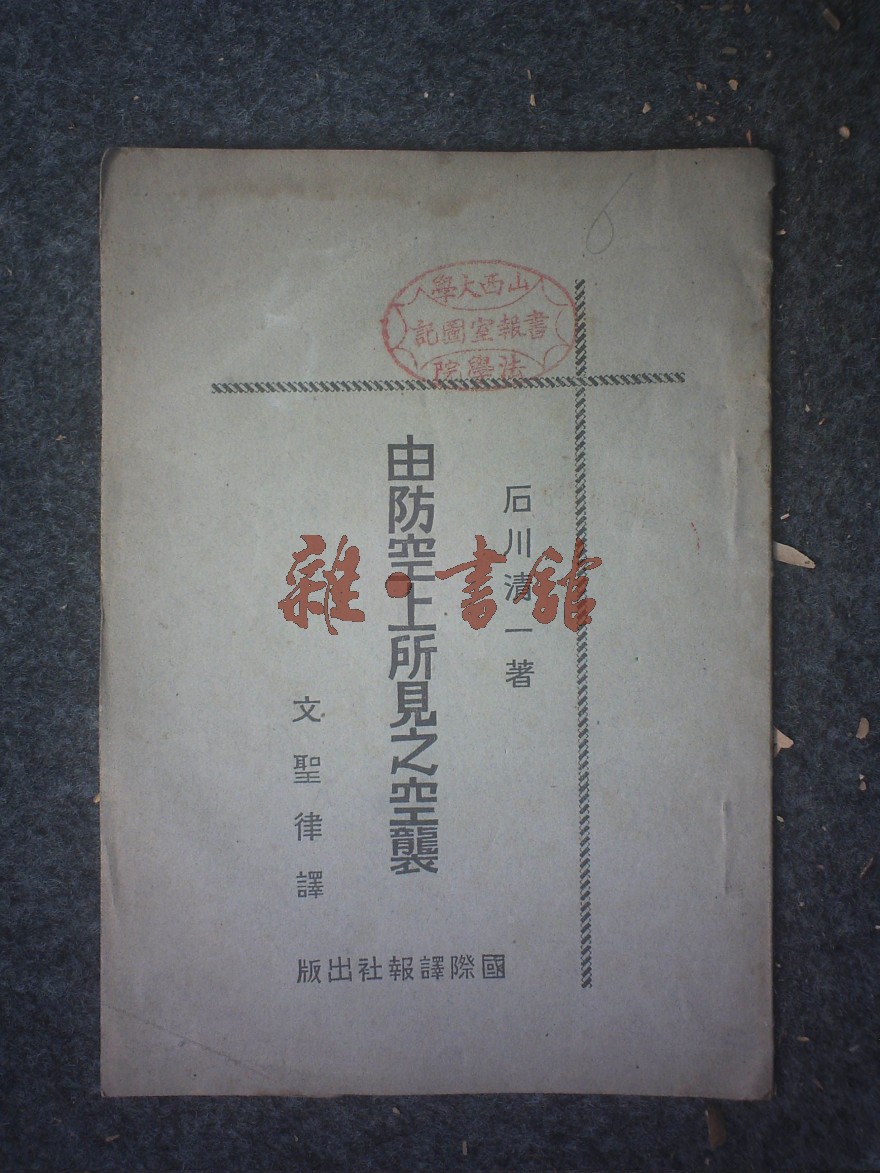 山西大學
書報室圖記
法學院
石川清一著
由防空上所見之空襲
文聖律譯
國際譯報社出版
雜·書館
6